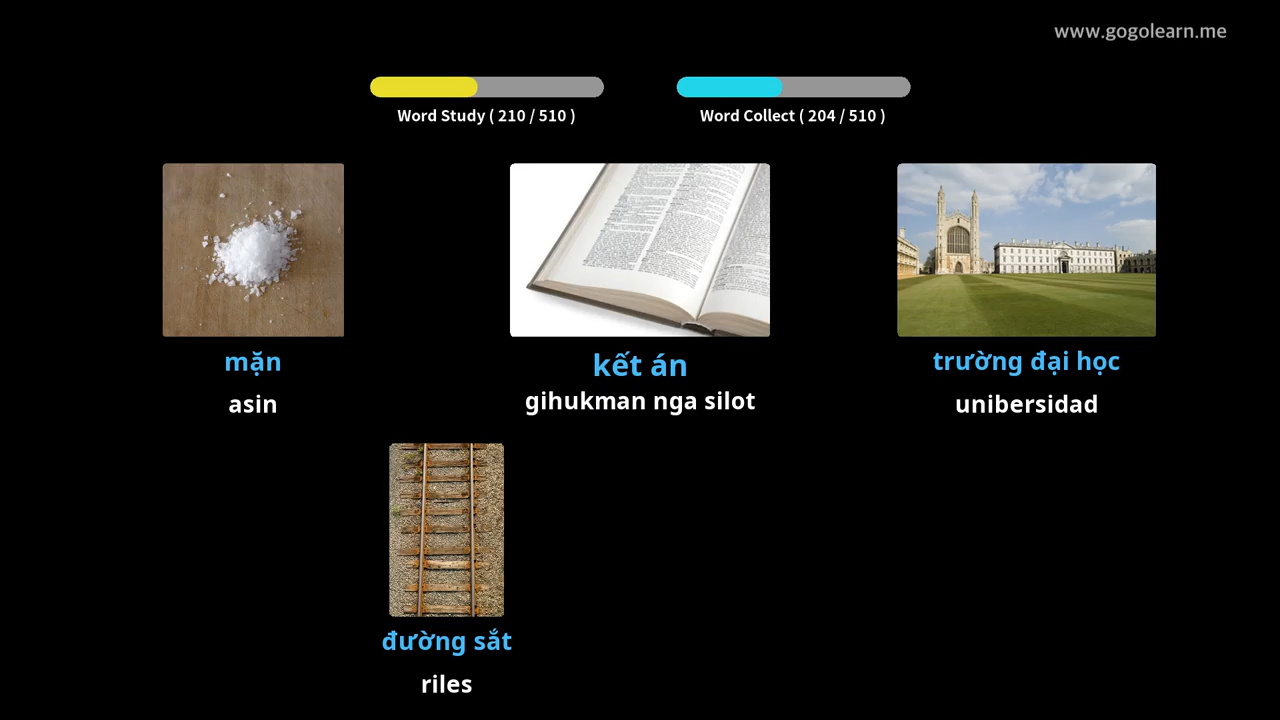 www.gogolearn.me
Word Study ( 210 / 510 )
Word Collect ( 204 / 510 )
mặn
asin
kết án
gihukman nga silot
trường đại học
unibersidad
đường sắt
riles